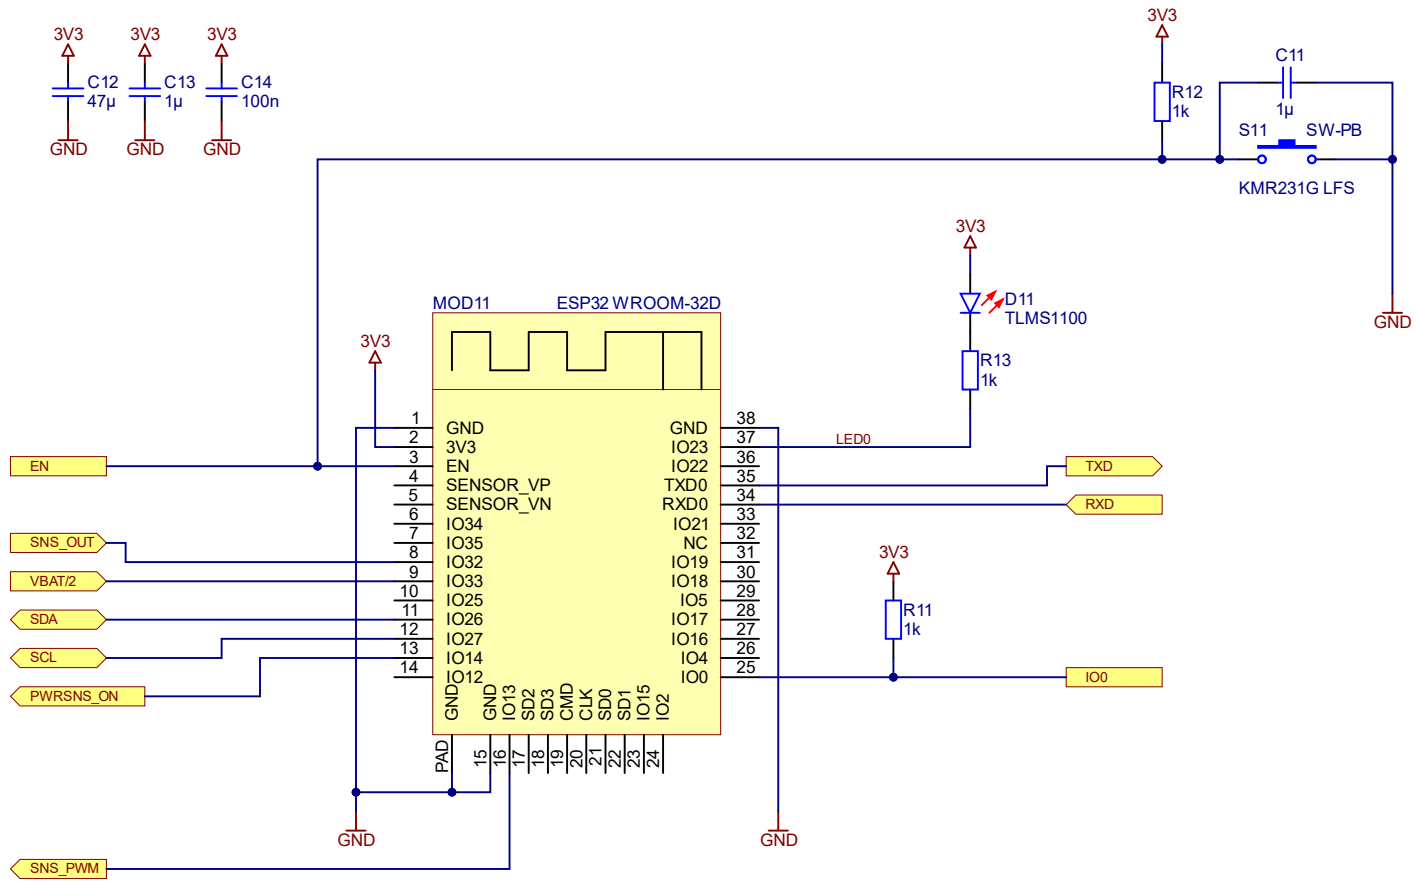 3V3
3V3
3V3
C12
47µ
C13
1µ
C14
100n
GND
GND
GND
3V3
R12
1k
C11
1µ
S11
SW-PB
KMR231G LFS
GND
3V3
D11
TLMS1100
R13
1k
MOD11
ESP32 WROOM-32D
3V3
1 GND
2 3V3
3 EN
4 SENSOR_VP
5 SENSOR_VN
6 IO34
7 IO35
8 IO32
9 IO33
10 IO25
11 IO26
12 IO27
13 IO14
14 IO12
GND 38
IO23 37
IO22 36
TXD0 35
RXD0 34
IO21 33
NC 32
IO19 31
IO18 30
IO5 29
IO17 28
IO16 27
IO4 26
IO0 25
GND PAD
GND 15
IO13 16
SD2 17
SD3 18
CMD 19
CLK 20
SD0 21
SD1 22
IO15 23
IO2 24
LED0
EN
SNS_OUT
VBAT/2
SDA
SCL
PWRSNS_ON
SNS_PWM
TXD
RXD
3V3
R11
1k
IO0
GND
GND